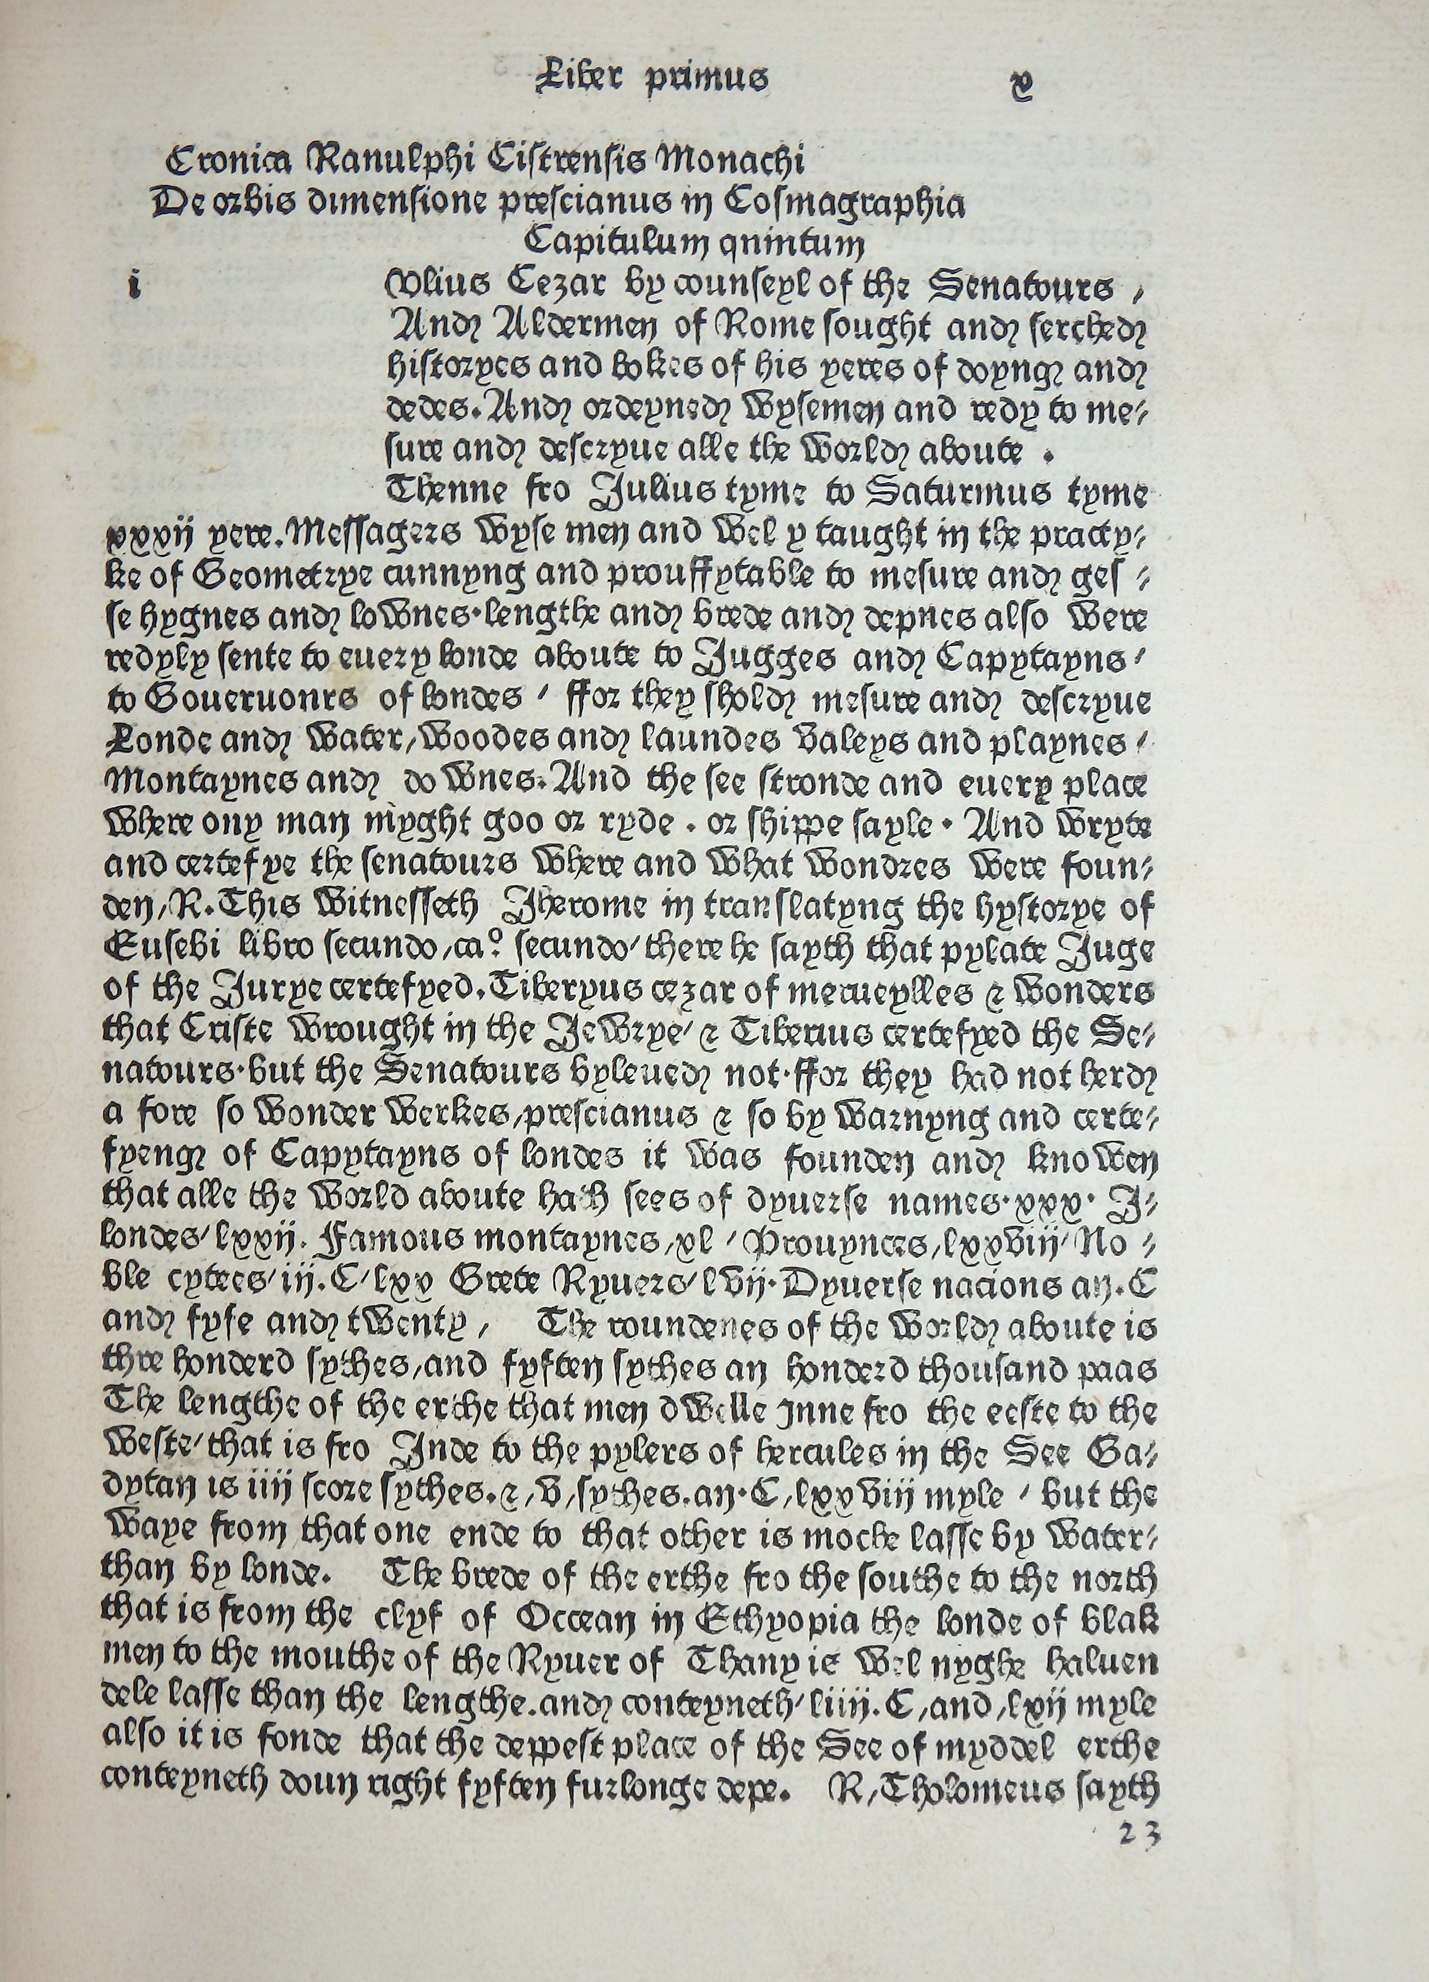 Liber primus x
Cronica Ranulphi Cistrensis Monachi
De orbis dimensione prescianus in Cosmagraphia
Capitulum qnintum
i Vlius Cezar by counseyl of the Senatours /
And Aldermen of Rome sought and serched
historyes and bokes of his yeres of doyng and
dedes. And ordeyned wysemen and redy to me/
sure and descryue alle the world aboute .
Thenne fro Julius tyme to Saturmus tyme
xxxij yere. Messagers wyse men and wel y taught in the practy/
ke of Geometrye cunnyng and prouffytable to mesure and ges /
se hygnes and lownes·lengthe and brede and depnes also were
redyly sente to euery londe aboute to Jugges and Capytayns /
to Goueruonrs of londes / ffor they shold mesure and descryue
Londe and water/ woodes and laundes valeys and playnes /
Montaynes and downes. And the see stronde and euery place
where ony man myght goo or ryde . or shippe sayle · And wryte
and certefye the senatours where and what wondres were foun/
den/ R. This witnesseth Jherome in translatyng the hystorye of
Eusebi libro secundo/ cao secundo/ there he sayth that pylate Juge
of the Jurye certefyed. Tiberyus cezar of merueylles & wonders
that Criste wrought in the Jewrye/ & Tiberius certefyed the Se/
natours·but the Senatours byleued not·ffor they had not herd
a fore so wonder werkes/ prescianus & so by warnyng and certe/
fyeng of Capytayns of londes it was founden and knowen
that alle the world aboute hath sees of dyuerse names·xxx· J/
londes/ lxxij. Famous montaynes/ xl / Prouynces/ lxxviij/ No /
ble cytees/ iij. C/ lxx Grete Ryuers/ lvij· Dyuerse nacions an. C
and fyfe and twenty / The roundenes of the world aboute is
thre honderd sythes/ and fyften sythes an honderd thousand paas
The lengthe of the erthe that men dwelle jnne fro the eeste to the
weste/ that is fro Jnde to the pylers of hercules in the See Ga/
dytan is iiij score sythes. &/ v/ sythes. an· C/ lxxviij myle / but the
waye from that one ende to that other is moche lasse by water/
than by londe. The brede of the erthe fro the southe to the north
that is from the clyf of Occean in Ethyopia the londe of blak
men to the mouthe of the Ryuer of Thany is wel nyghe haluen
dele lasse than the lengthe. and conteyneth/ liiij. C/ and/ lxij myle
also it is fonde that the deppest place of the See of myddel erthe
conteyneth doun right fyften furlonge depe. R/ Tholomeus sayth
23